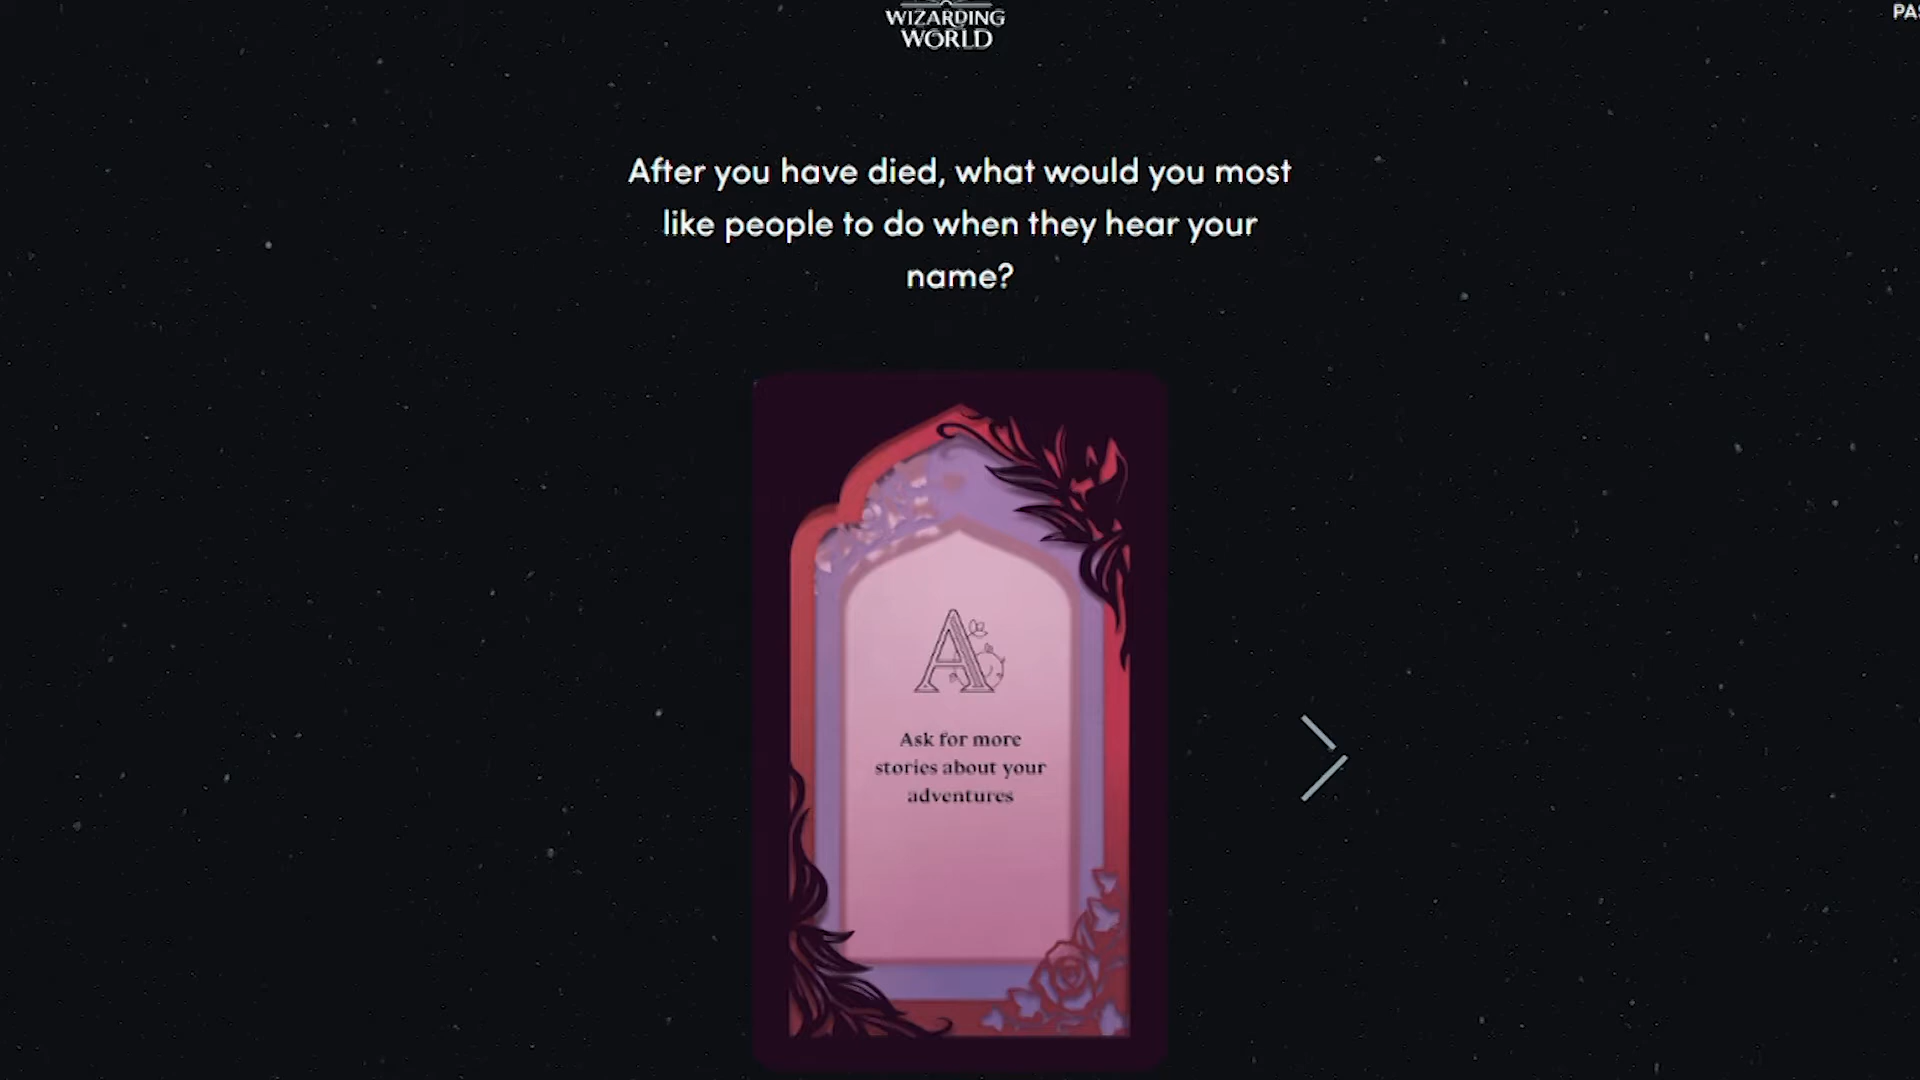 WIZARDING
WORLD
After you have died, what would you most
like people to do when they hear your
name?
A
Ask for more
stories about your
adventures